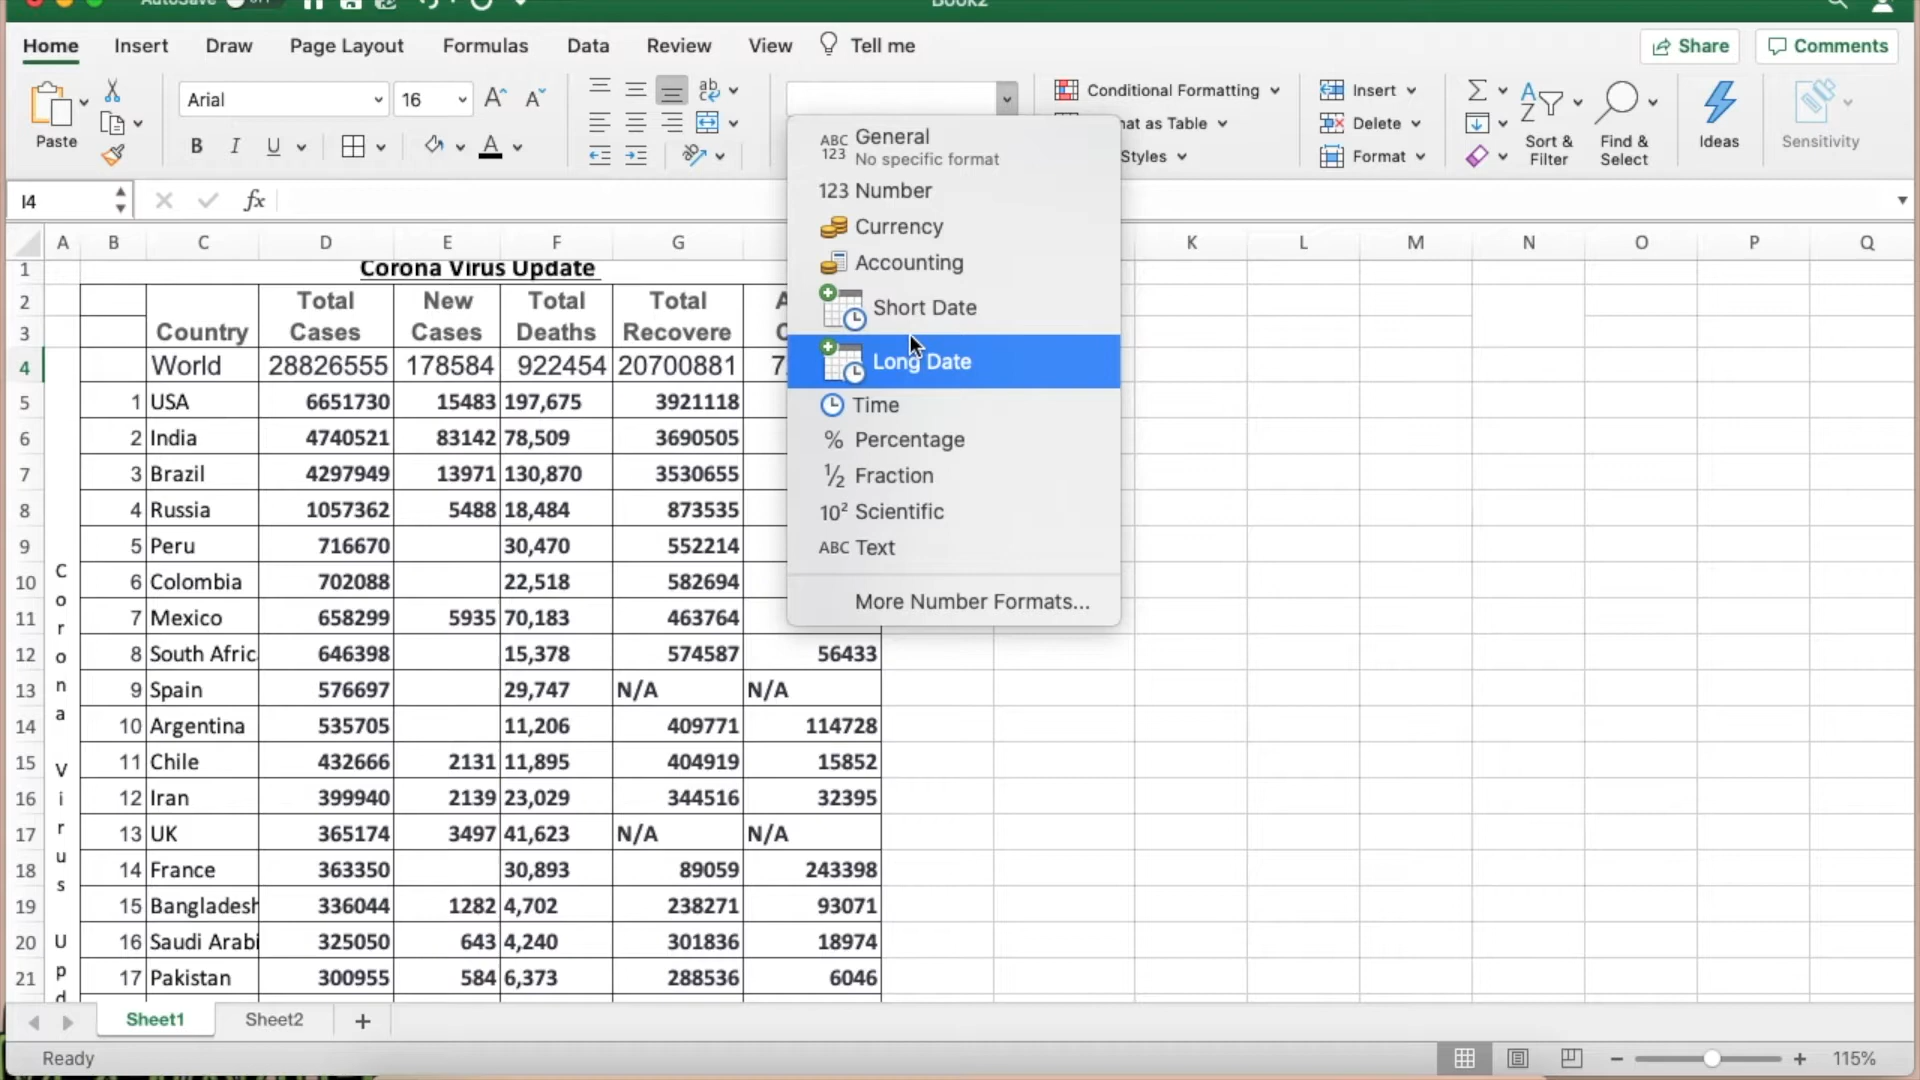 AutoSave OFF
Book2
Home Insert Draw Page Layout Formulas Data Review View Tell me Share Comments
Paste
Arial 16
B I U
Conditional Formatting
at as Table
Styles
Insert
Delete
Format
Sort &
Filter
Find &
Select
Ideas
Sensitivity
I4 fx
General
No specific format
123 Number
Currency
Accounting
Short Date
Long Date
Time
% Percentage
½ Fraction
10² Scientific
ABC Text
More Number Formats...
A B C D E F G K L M N O P Q
1 Corona Virus Update
2 Total New Total Total A
3 Country Cases Cases Deaths Recovere C
4 World 28826555 178584 922454 20700881
5 1 USA 6651730 15483 197,675 3921118
6 2 India 4740521 83142 78,509 3690505
7 3 Brazil 4297949 13971 130,870 3530655
8 4 Russia 1057362 5488 18,484 873535
9 5 Peru 716670 30,470 552214
10 6 Colombia 702088 22,518 582694
11 7 Mexico 658299 5935 70,183 463764
12 8 South Afric 646398 15,378 574587 56433
13 9 Spain 576697 29,747 N/A N/A
14 10 Argentina 535705 11,206 409771 114728
15 11 Chile 432666 2131 11,895 404919 15852
16 12 Iran 399940 2139 23,029 344516 32395
17 13 UK 365174 3497 41,623 N/A N/A
18 14 France 363350 30,893 89059 243398
19 15 Bangladesh 336044 1282 4,702 238271 93071
20 16 Saudi Arabi 325050 643 4,240 301836 18974
21 17 Pakistan 300955 584 6,373 288536 6046
Corona Virus Upd
Sheet1 Sheet2
Ready
115%